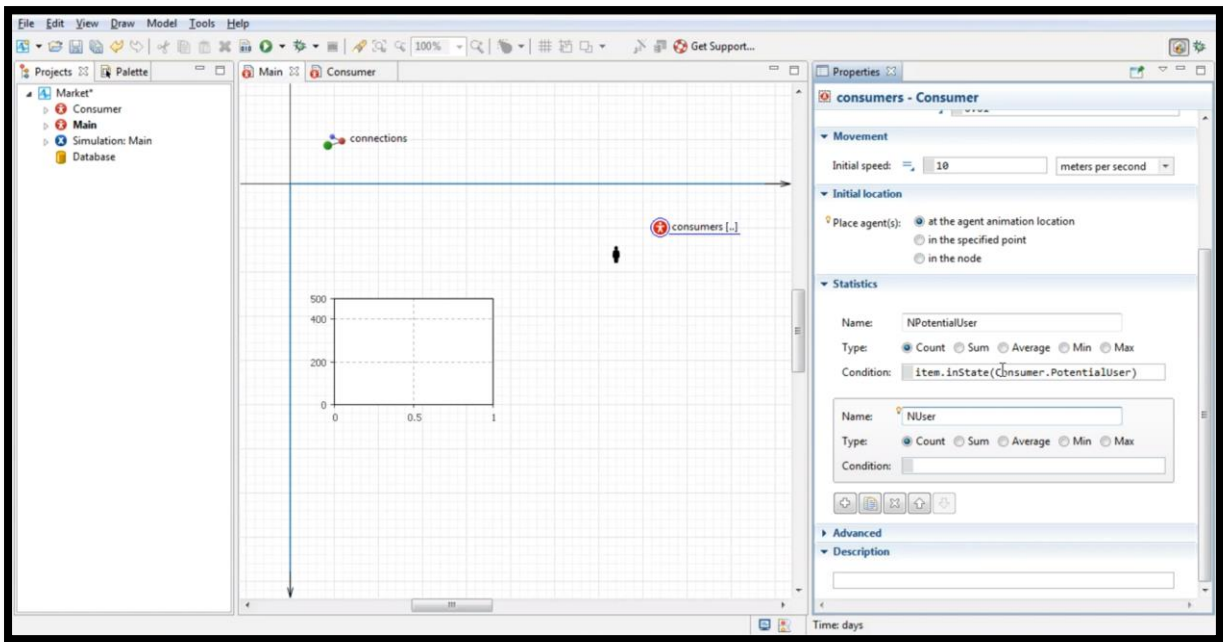 File Edit View Draw Model Tools Help
100% Get Support...
Projects Palette
Market*
Consumer
Main
Simulation: Main
Database
Main Consumer
connections
consumers [..]
500
400
200
0
0 0.5 1
Properties
consumers - Consumer
Movement
Initial speed: 10 meters per second
Initial location
Place agent(s): at the agent animation location
in the specified point
in the node
Statistics
Name: NPotentialUser
Type: Count Sum Average Min Max
Condition: item.inState(Consumer.PotentialUser)
Name: NUser
Type: Count Sum Average Min Max
Condition:
Advanced
Description
Time: days